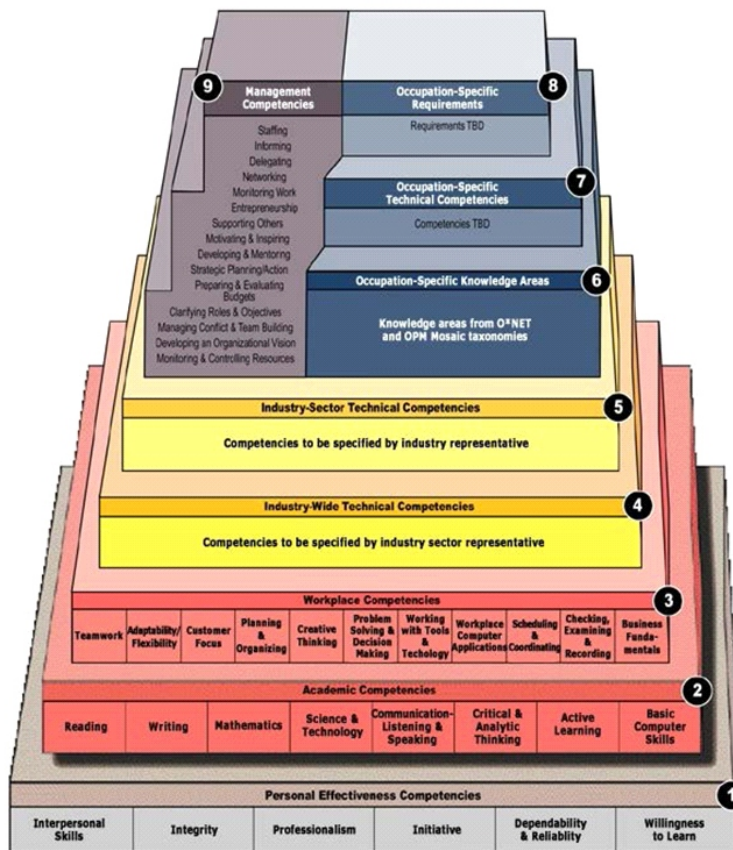 9
Management
Competencies
Staffing
Informing
Delegating
Networking
Monitoring Work
Entrepreneurship
Supporting Others
Motivating & Inspiring
Developing & Mentoring
Strategic Planning/Action
Preparing & Evaluating
Budgets
Clarifying Roles & Objectives
Managing Conflict & Team Building
Developing an Organizational Vision
Monitoring & Controlling Resources
Occupation-Specific
Requirements
8
Requirements TBD
Occupation-Specific
Technical Competencies
7
Competencies TBD
Occupation-Specific Knowledge Areas
6
Knowledge areas from O*NET
and OPM Mosaic taxonomies
Industry-Sector Technical Competencies
5
Competencies to be specified by industry representative
Industry-Wide Technical Competencies
4
Competencies to be specified by industry sector representative
Workplace Competencies
3
Teamwork
Adaptability/
Flexibility
Customer
Focus
Planning
&
Organizing
Creative
Thinking
Problem
Solving &
Decision
Making
Working
with Tools
&
Techology
Workplace
Computer
Applications
Scheduling
&
Coordinating
Checking,
Examining
&
Recording
Business
Funda-
mentals
Academic Competencies
2
Reading
Writing
Mathematics
Science &
Technology
Communication-
Listening &
Speaking
Critical &
Analytic
Thinking
Active
Learning
Basic
Computer
Skills
Personal Effectiveness Competencies
1
Interpersonal
Skills
Integrity
Professionalism
Initiative
Dependability
& Reliablity
Willingness
to Learn